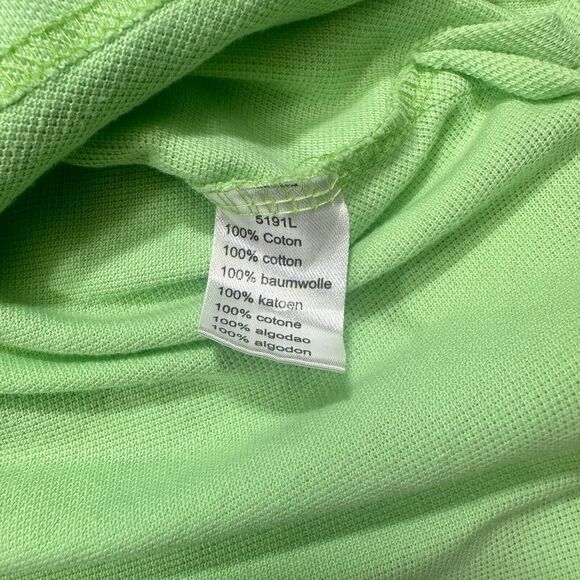 5191L
100% Coton
100% cotton
100% baumwolle
100% katoen
100% cotone
100% algodao
100% algodon